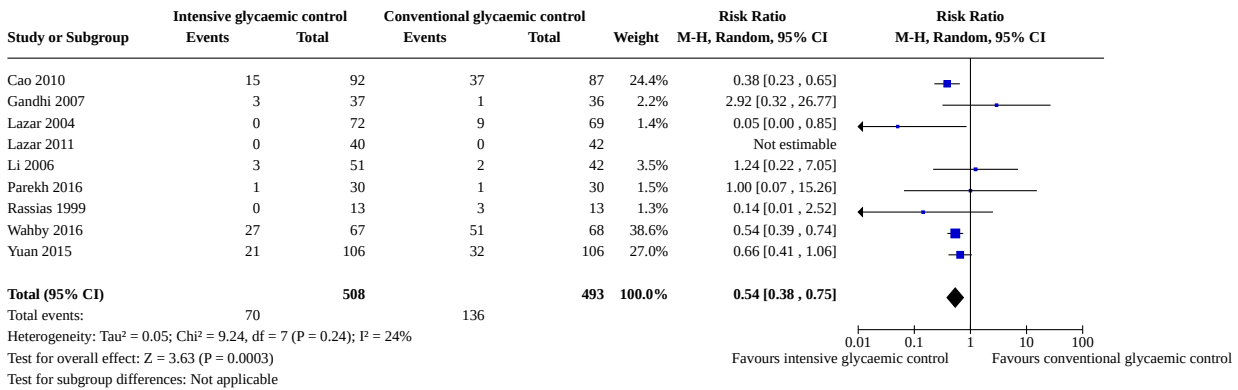 Intensive glycaemic control Conventional glycaemic control Risk Ratio Risk Ratio
Study or Subgroup Events Total Events Total Weight M-H, Random, 95% CI M-H, Random, 95% CI
Cao 2010 15 92 37 87 24.4% 0.38 [0.23 , 0.65]
Gandhi 2007 3 37 1 36 2.2% 2.92 [0.32 , 26.77]
Lazar 2004 0 72 9 69 1.4% 0.05 [0.00 , 0.85]
Lazar 2011 0 40 0 42 Not estimable
Li 2006 3 51 2 42 3.5% 1.24 [0.22 , 7.05]
Parekh 2016 1 30 1 30 1.5% 1.00 [0.07 , 15.26]
Rassias 1999 0 13 3 13 1.3% 0.14 [0.01 , 2.52]
Wahby 2016 27 67 51 68 38.6% 0.54 [0.39 , 0.74]
Yuan 2015 21 106 32 106 27.0% 0.66 [0.41 , 1.06]
Total (95% CI) 508 493 100.0% 0.54 [0.38 , 0.75]
Total events: 70 136
Heterogeneity: Tau² = 0.05; Chi² = 9.24, df = 7 (P = 0.24); I² = 24%
0.01 0.1 1 10 100
Test for overall effect: Z = 3.63 (P = 0.0003)
Favours intensive glycaemic control Favours conventional glycaemic control
Test for subgroup differences: Not applicable